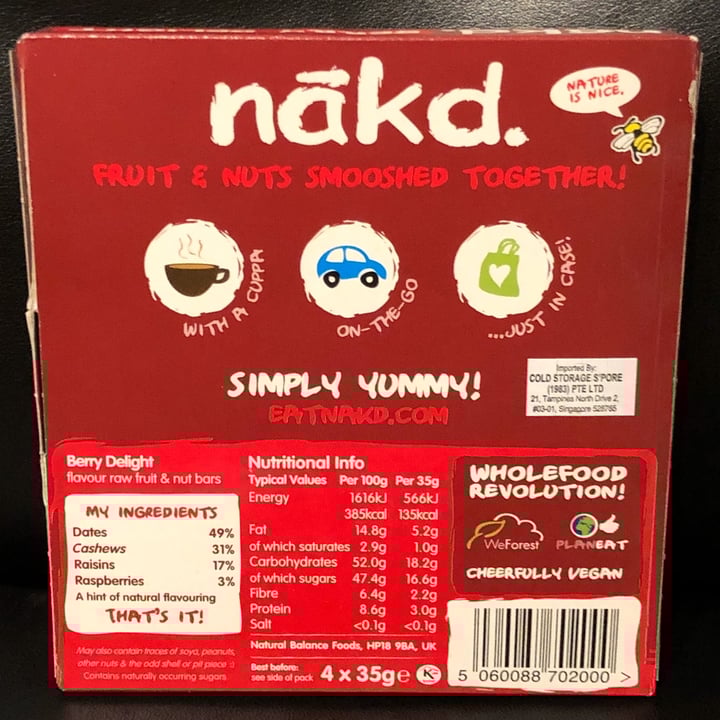 nākd.
NATURE
IS NICE.
FRUIT & NUTS SMOOSHED TOGETHER!
WITH A CUPPA
ON-THE-GO
...JUST IN CASE!
SIMPLY YUMMY!
EATNAKD.COM
Imported By:
COLD STORAGE S'PORE
(1983) PTE LTD
21, Tampines North Drive 2,
#03-01, Singapore 528765
Berry Delight
flavour raw fruit & nut bars
MY INGREDIENTS
Dates 49%
Cashews 31%
Raisins 17%
Raspberries 3%
A hint of natural flavouring
THAT'S IT!
May also contain traces of soya, peanuts,
other nuts & the odd shell or pit piece :)
Contains naturally occurring sugars
Nutritional Info
Typical Values Per 100g Per 35g
Energy 1616kJ 566kJ
385kcal 135kcal
Fat 14.8g 5.2g
of which saturates 2.9g 1.0g
Carbohydrates 52.0g 18.2g
of which sugars 47.4g 16.6g
Fibre 6.4g 2.2g
Protein 8.6g 3.0g
Salt <0.1g <0.1g
Natural Balance Foods, HP18 9BA, UK
Best before:
see side of pack
4 x 35g e
WHOLEFOOD
REVOLUTION!
WeForest
PLANEAT
CHEERFULLY VEGAN
5 060088 702000 >